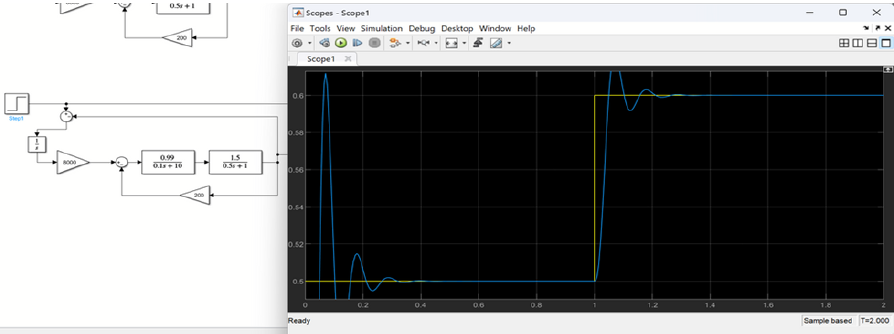 0.5s + 1
200
Step1
1
s
5000
0.99
0.1s + 10
1.5
0.5s + 1
200
Scopes - Scope1
File Tools View Simulation Debug Desktop Window Help
Scope1
0.6
0.58
0.56
0.54
0.52
0.5
0 0.2 0.4 0.6 0.8 1 1.2 1.4 1.6 1.8 2
Ready Sample based T=2.000